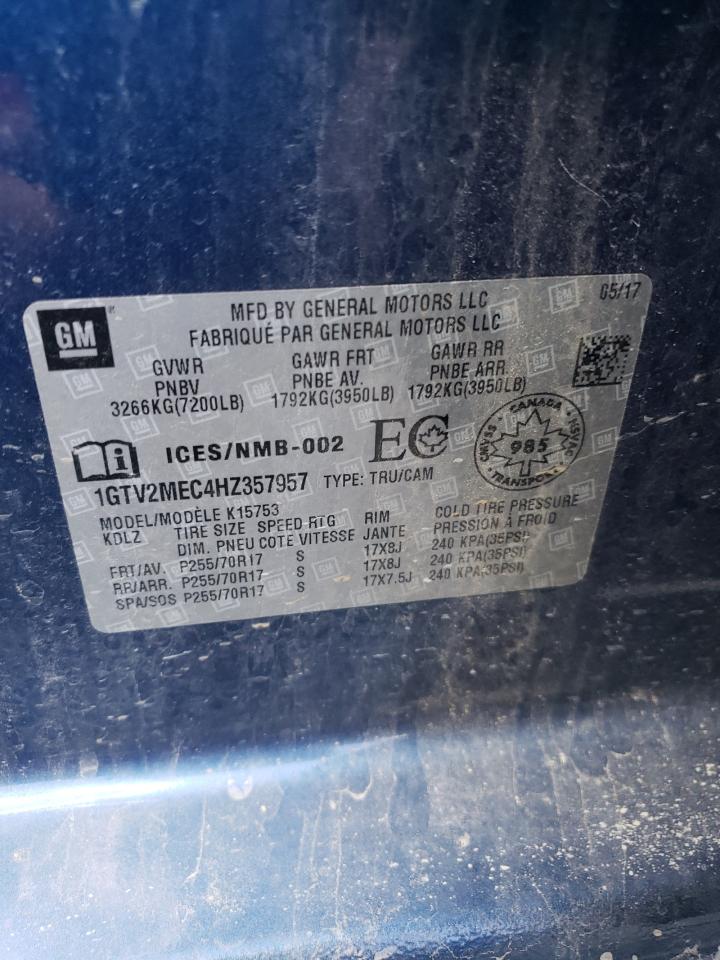 GM
MFD BY GENERAL MOTORS LLC
05/17
FABRIQUÉ PAR GENERAL MOTORS LLC
GVWR GAWR FRT GAWR RR
PNBV PNBE AV. PNBE ARR.
3266KG(7200LB) 1792KG(3950LB) 1792KG(3950LB)
i ICES/NMB-002 EC
CANADA
NSVAC
TRANSPORT
CMVSS
985
1GTV2MEC4HZ357957 TYPE: TRU/CAM
MODEL/MODÈLE K15753
KDLZ TIRE SIZE SPEED RTG RIM COLD TIRE PRESSURE
DIM. PNEU COTE VITESSE JANTE PRESSION À FROID
FRT/AV. P255/70R17 S 17X8J 240 KPA(35PSI)
RR/ARR. P255/70R17 S 17X8J 240 KPA(35PSI)
SPA/SOS P255/70R17 S 17X7.5J 240 KPA(35PSI)